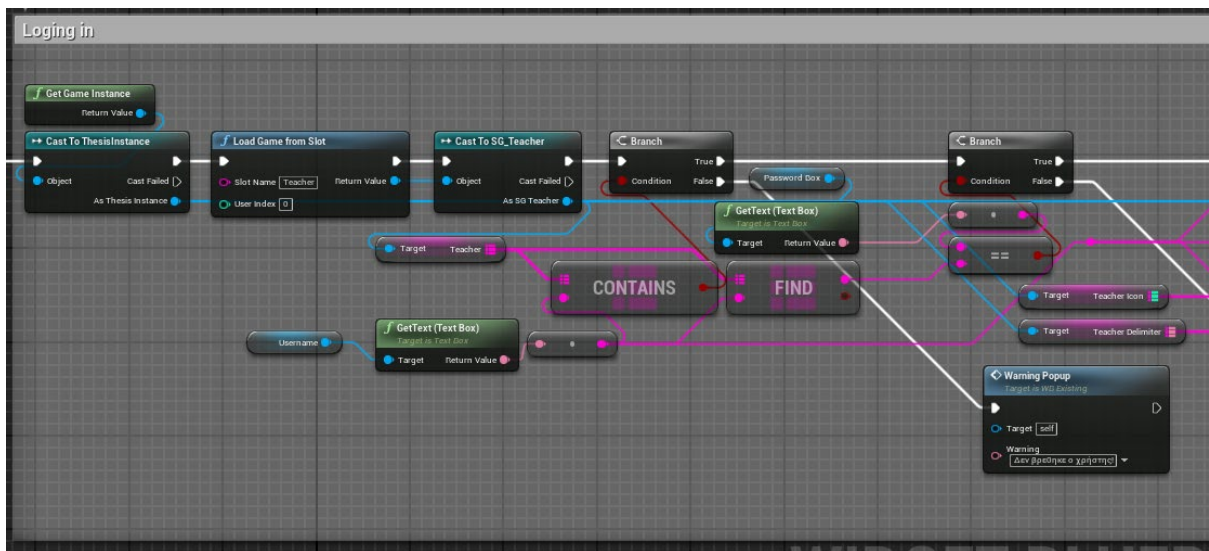 Loging in
Get Game Instance
Return Value
Cast To ThesisInstance
Object
Cast Failed
As Thesis Instance
Load Game from Slot
Slot Name Teacher
Return Value
User Index 0
Cast To SG_Teacher
Object
Cast Failed
As SG Teacher
Branch
True
Condition
False
Password Box
Branch
True
Condition
False
GetText (Text Box)
Target is Text Box
Target
Return Value
Target
Teacher
CONTAINS
FIND
==
Target
Teacher Icon
Target
Teacher Delimiter
Username
GetText (Text Box)
Target is Text Box
Target
Return Value
Warning Popup
Target is WD Existing
Target self
Warning
Δεν βρεθηκε ο χρήστης!